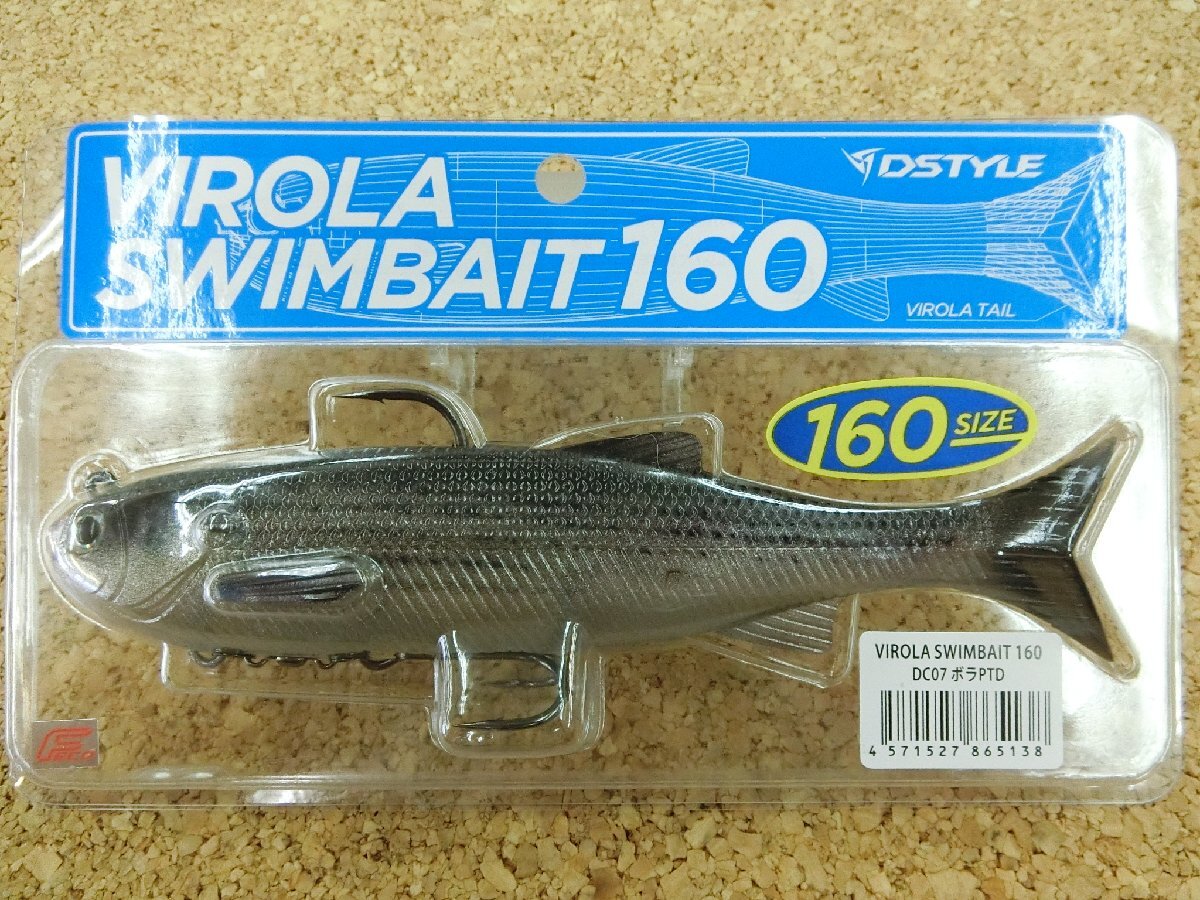 VIROLA
SWIMBAIT 160
DSTYLE
VIROLA TAIL
160 SIZE
VIROLA SWIMBAIT 160
DC07 ボラPTD
4 571527 865138